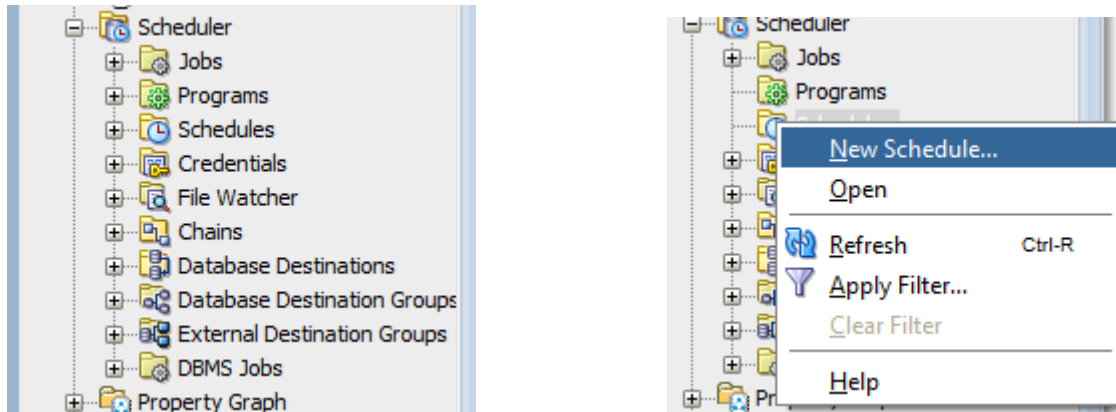 Scheduler
Jobs
Programs
Schedules
Credentials
File Watcher
Chains
Database Destinations
Database Destination Groups
External Destination Groups
DBMS Jobs
Property Graph
Scheduler
Jobs
Programs
New Schedule...
Open
Refresh Ctrl-R
Apply Filter...
Clear Filter
Help